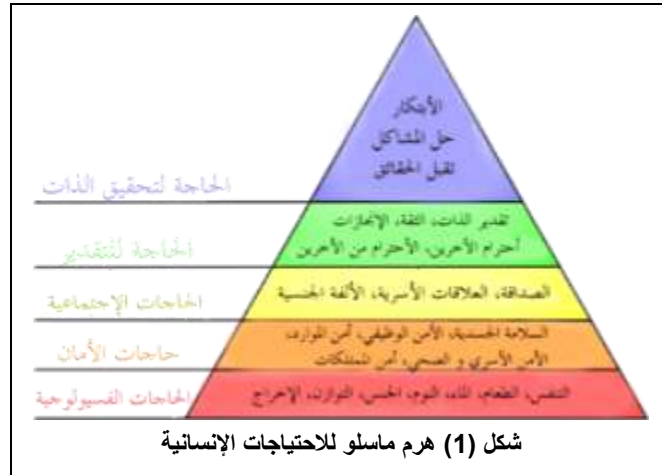 الأبتكار
حل المشاكل
تقبل الحقائق
الحاجة لتحقيق الذات
تقدير الذات، الثقة، الإنجازات
أحترام الآخرين، الأحترام من الآخرين
الحاجة للتقدير
الصداقة، العلاقات الأسرية، الألفة الجنسية
الحاجات الإجتماعية
السلامة الجسدية، الأمن الوظيفي، أمن الموارد،
الأمن الأسري و الصحي، أمن الممتلكات
حاجات الأمان
التنفس، الطعام، الماء، النوم، الجنس، التوازن، الإخراج
الحاجات الفسيولوجية
شكل (1) هرم ماسلو للاحتياجات الإنسانية